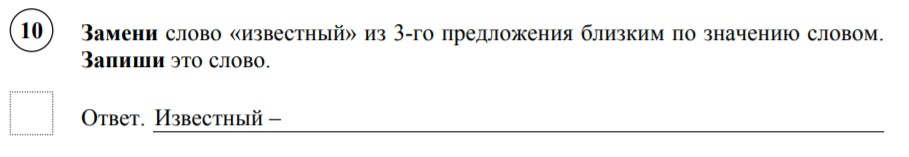 10 Замени слово «известный» из 3-го предложения близким по значению словом.
Запиши это слово.
Ответ. Известный –